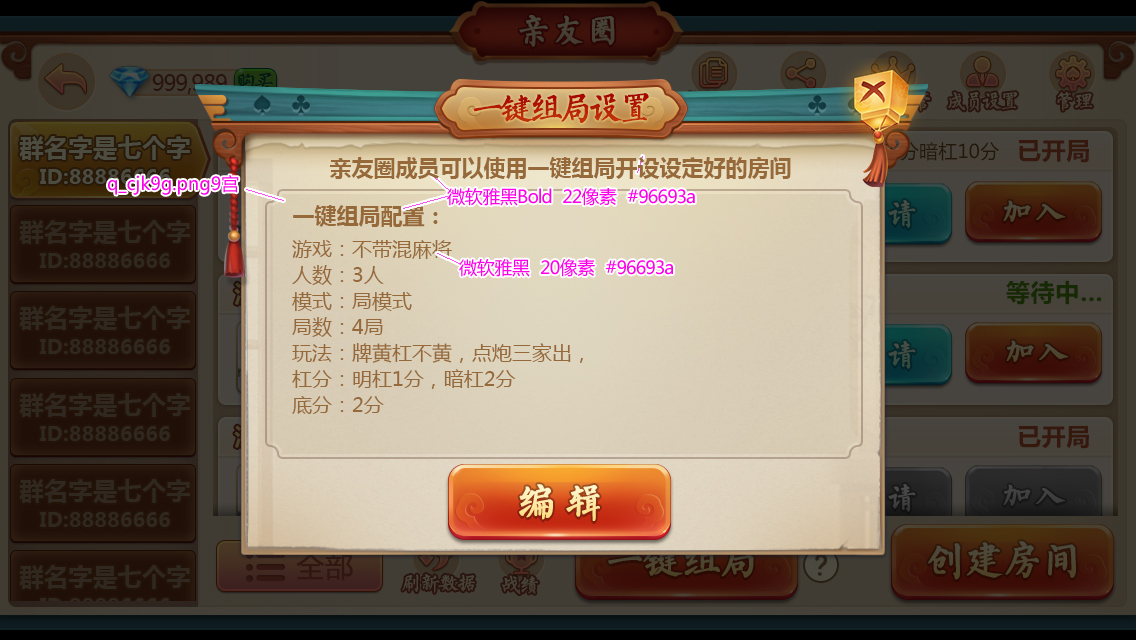 亲友圈
999,989 购买
一键组局设置
成员设置
管理
亲友圈成员可以使用一键组局开设设定好的房间
q_cjk9g.png9宫
微软雅黑Bold 22像素 #96693a
一键组局配置：
游戏：不带混麻将
微软雅黑 20像素 #96693a
人数：3人
模式：局模式
局数：4局
玩法：牌黄杠不黄，点炮三家出，
杠分：明杠1分，暗杠2分
底分：2分
编辑
群名字是七个字
ID:88886666
群名字是七个字
ID:88886666
群名字是七个字
ID:88886666
群名字是七个字
ID:88886666
群名字是七个字
ID:88886666
群名字是七个字
分暗杠10分 已开局
请 加入
等待中...
请 加入
已开局
请 加入
全部
刷新数据
战绩
一键组局
?
创建房间